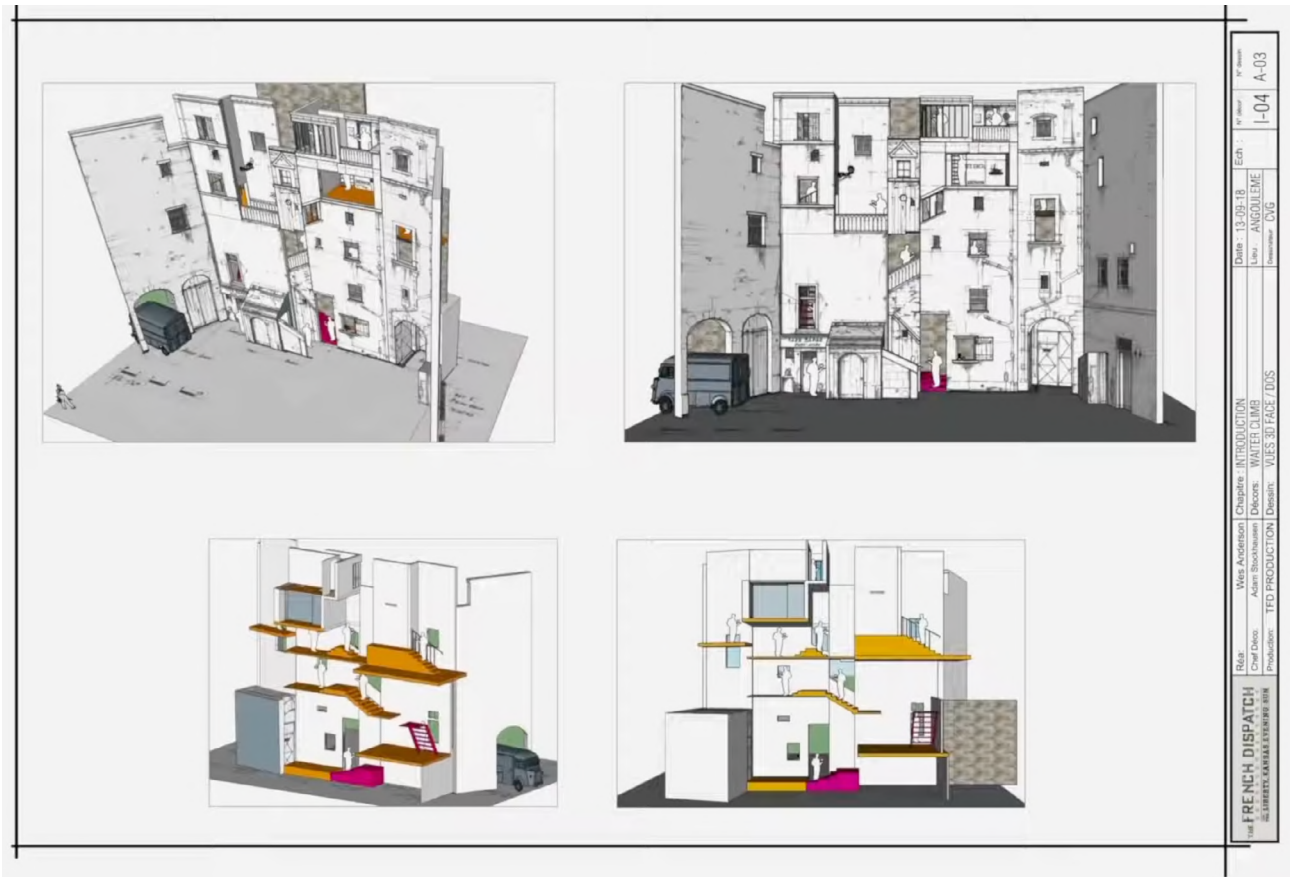 N° dessin
A-03
N° décor
I-04
Ech :
Date : 13-09-18
Lieu : ANGOULEME
Dessinateur CVG
Chapitre : INTRODUCTION
Décors: WAITER CLIMB
Dessin: VUES 3D FACE / DOS
Réa: Wes Anderson
Chef Déco: Adam Stockhausen
Production: TFD PRODUCTION
THE FRENCH DISPATCH
LIBERTY, KANSAS EVENING SUN